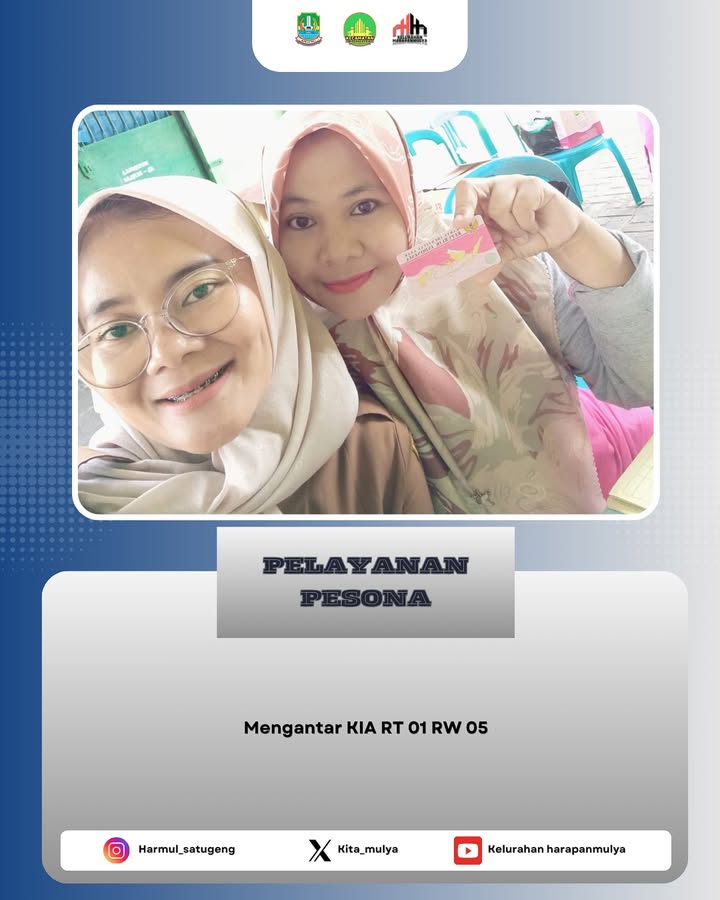 PELAYANAN
PESONA
Mengantar KIA RT 01 RW 05
Harmul_satugeng
Kita_mulya
Kelurahan harapanmulya